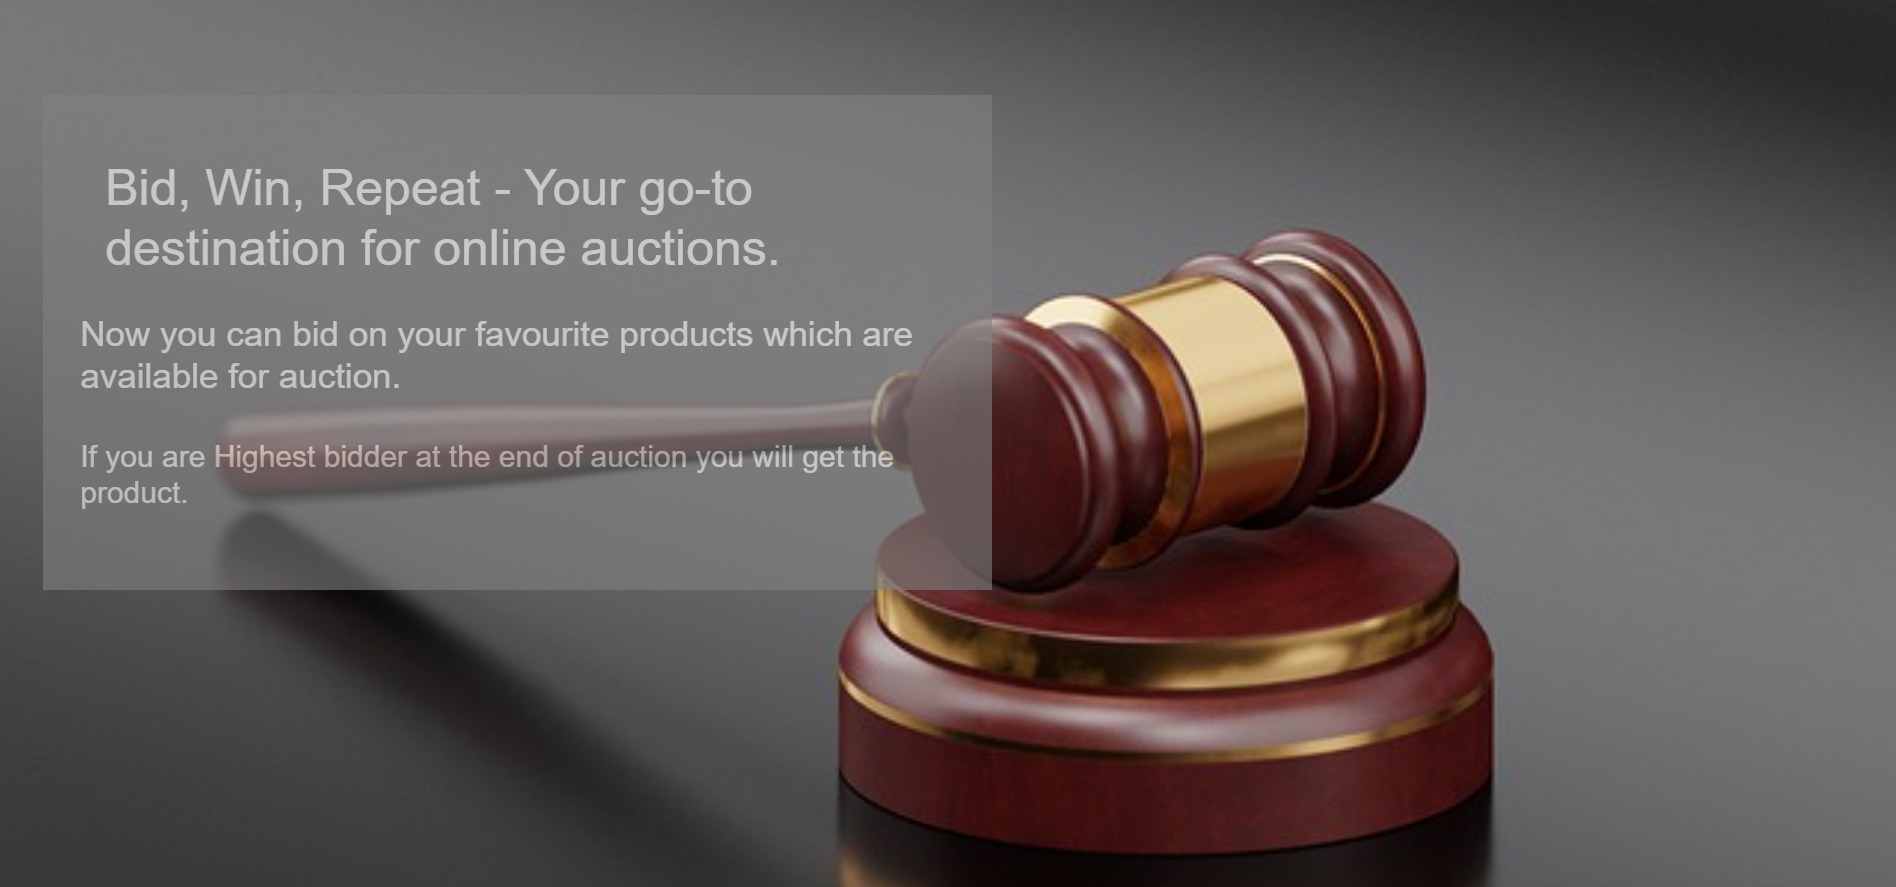 Bid, Win, Repeat - Your go-to
destination for online auctions.
Now you can bid on your favourite products which are
available for auction.
If you are Highest bidder at the end of auction you will get the
product.